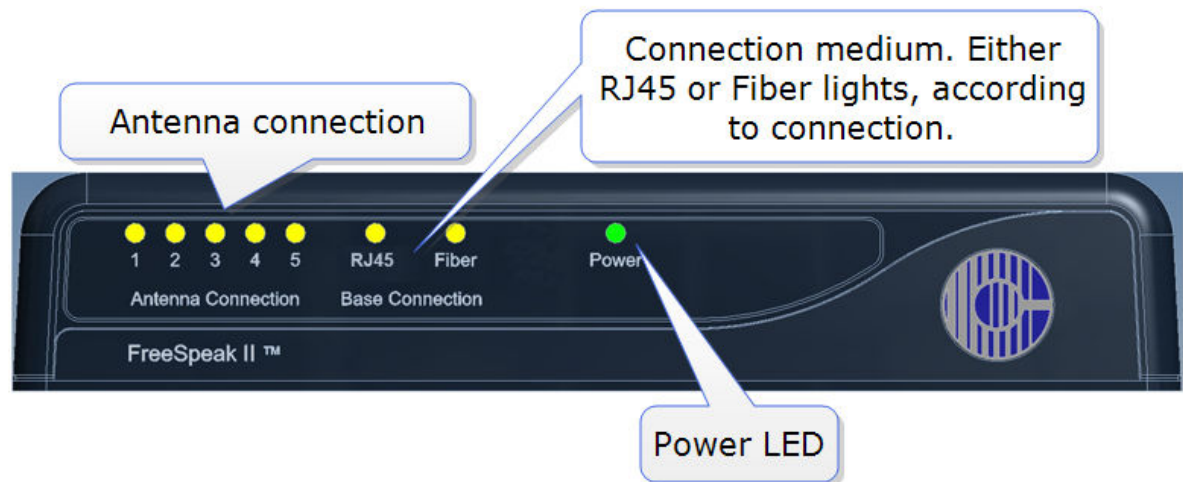 Connection medium. Either
RJ45 or Fiber lights, according
to connection.
Antenna connection
1 2 3 4 5 RJ45 Fiber Power
Antenna Connection Base Connection
FreeSpeak II ™
Power LED